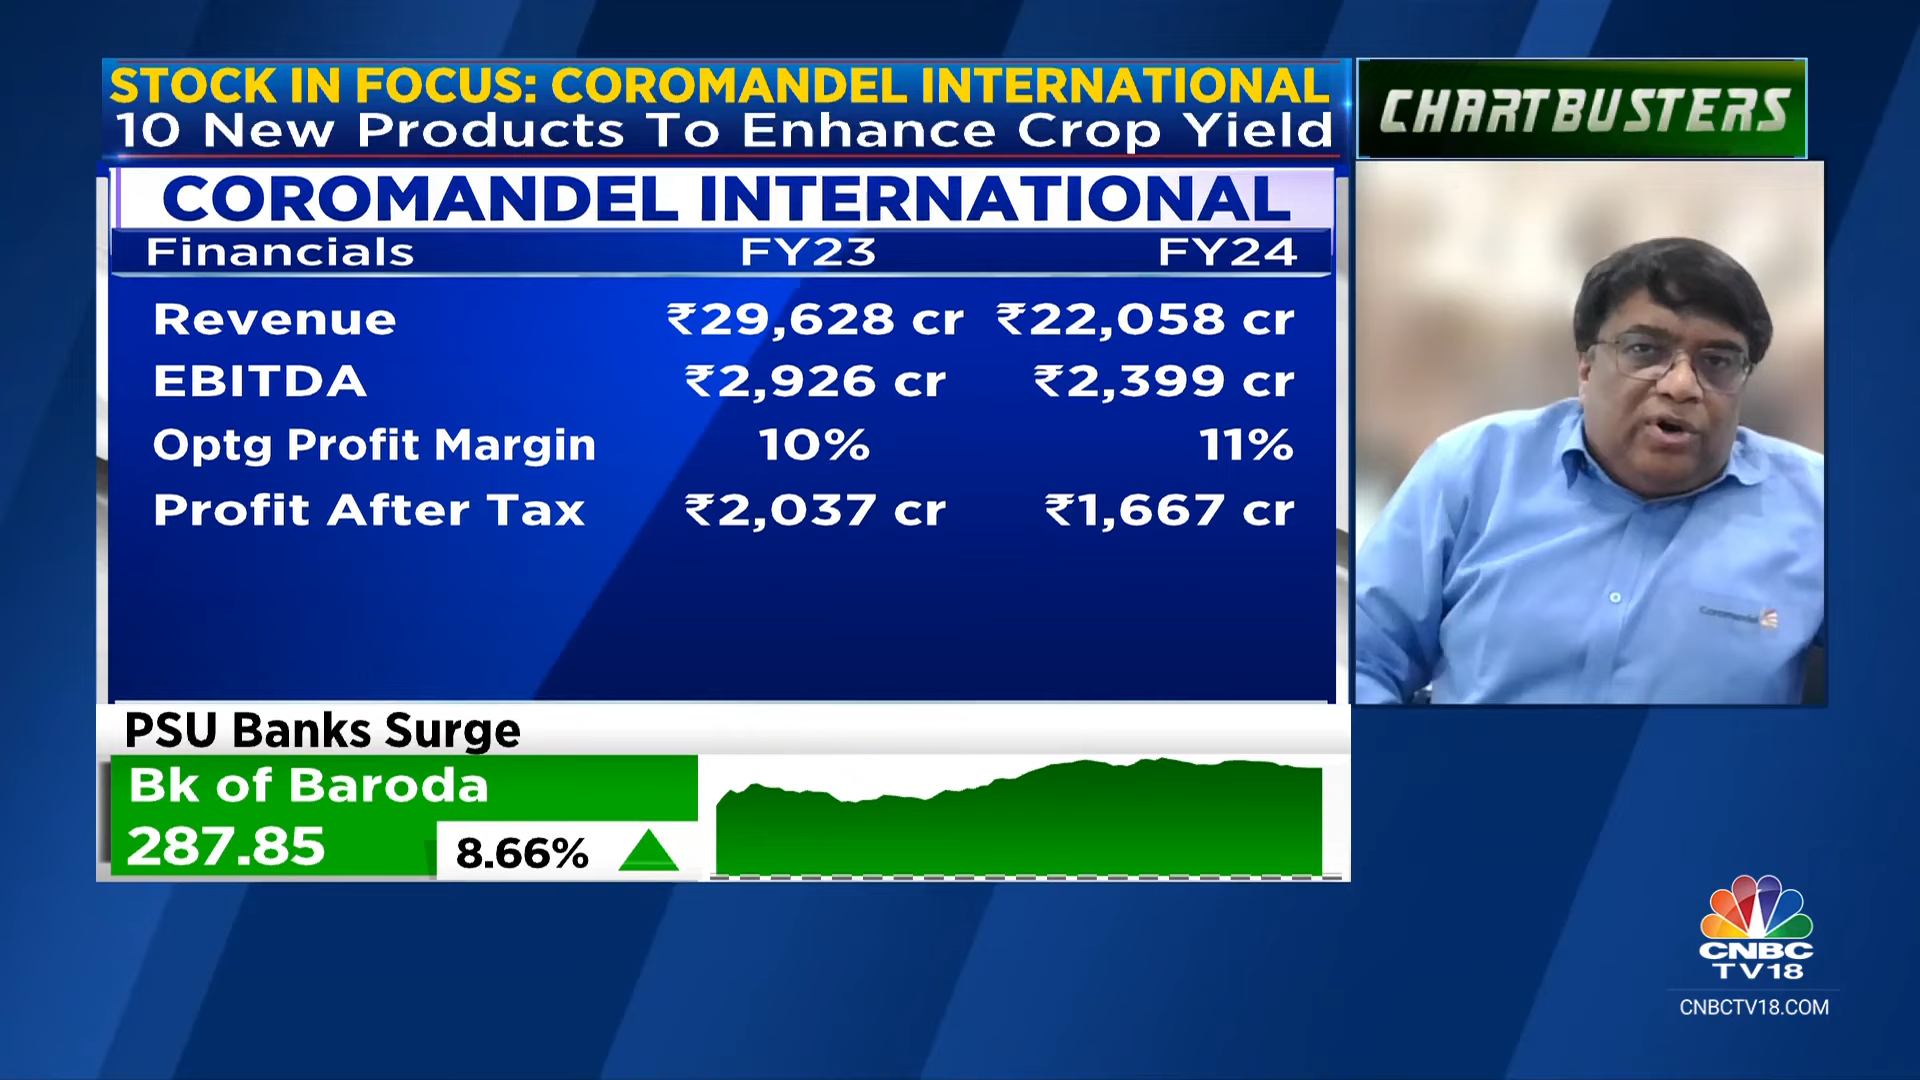 STOCK IN FOCUS: COROMANDEL INTERNATIONAL
10 New Products To Enhance Crop Yield
CHARTBUSTERS
COROMANDEL INTERNATIONAL
Financials FY23 FY24
Revenue ₹29,628 cr ₹22,058 cr
EBITDA ₹2,926 cr ₹2,399 cr
Optg Profit Margin 10% 11%
Profit After Tax ₹2,037 cr ₹1,667 cr
Coromandel
PSU Banks Surge
Bk of Baroda
287.85 8.66%
CNBC
TV18
CNBCTV18.COM